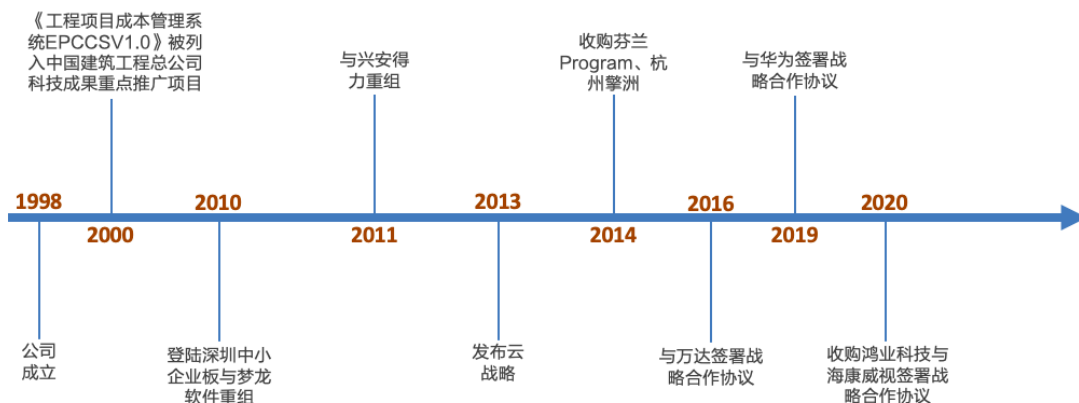 《工程项目成本管理系
统EPCCSV1.0》被列
入中国建筑工程总公司
科技成果重点推广项目
与兴安得
力重组
收购芬兰
Program、杭
州擎洲
与华为签署战
略合作协议
1998
2010
2013
2016
2020
2000
2011
2014
2019
公司
成立
登陆深圳中小
企业板与梦龙
软件重组
发布云
战略
与万达签署战
略合作协议
收购鸿业科技与
海康威视签署战
略合作协议